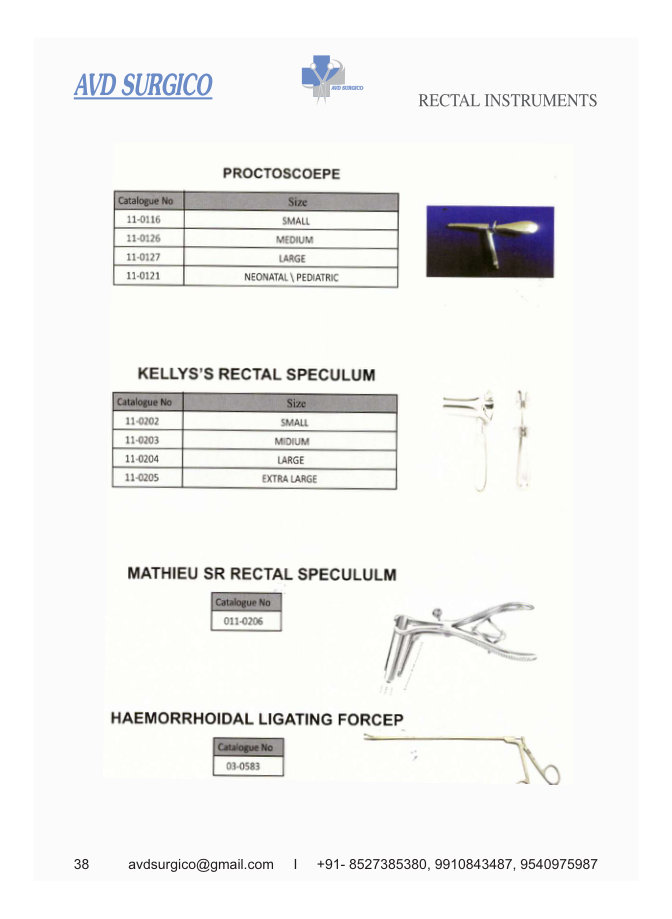 AVD SURGICO
AVD SURGICO
RECTAL INSTRUMENTS
PROCTOSCOEPE
Catalogue No Size
11-0116 SMALL
11-0126 MEDIUM
11-0127 LARGE
11-0121 NEONATAL \ PEDIATRIC
KELLYS'S RECTAL SPECULUM
Catalogue No Size
11-0202 SMALL
11-0203 MIDIUM
11-0204 LARGE
11-0205 EXTRA LARGE
MATHIEU SR RECTAL SPECULULM
Catalogue No
011-0206
HAEMORRHOIDAL LIGATING FORCEP
Catalogue No
03-0583
38 avdsurgico@gmail.com I +91- 8527385380, 9910843487, 9540975987